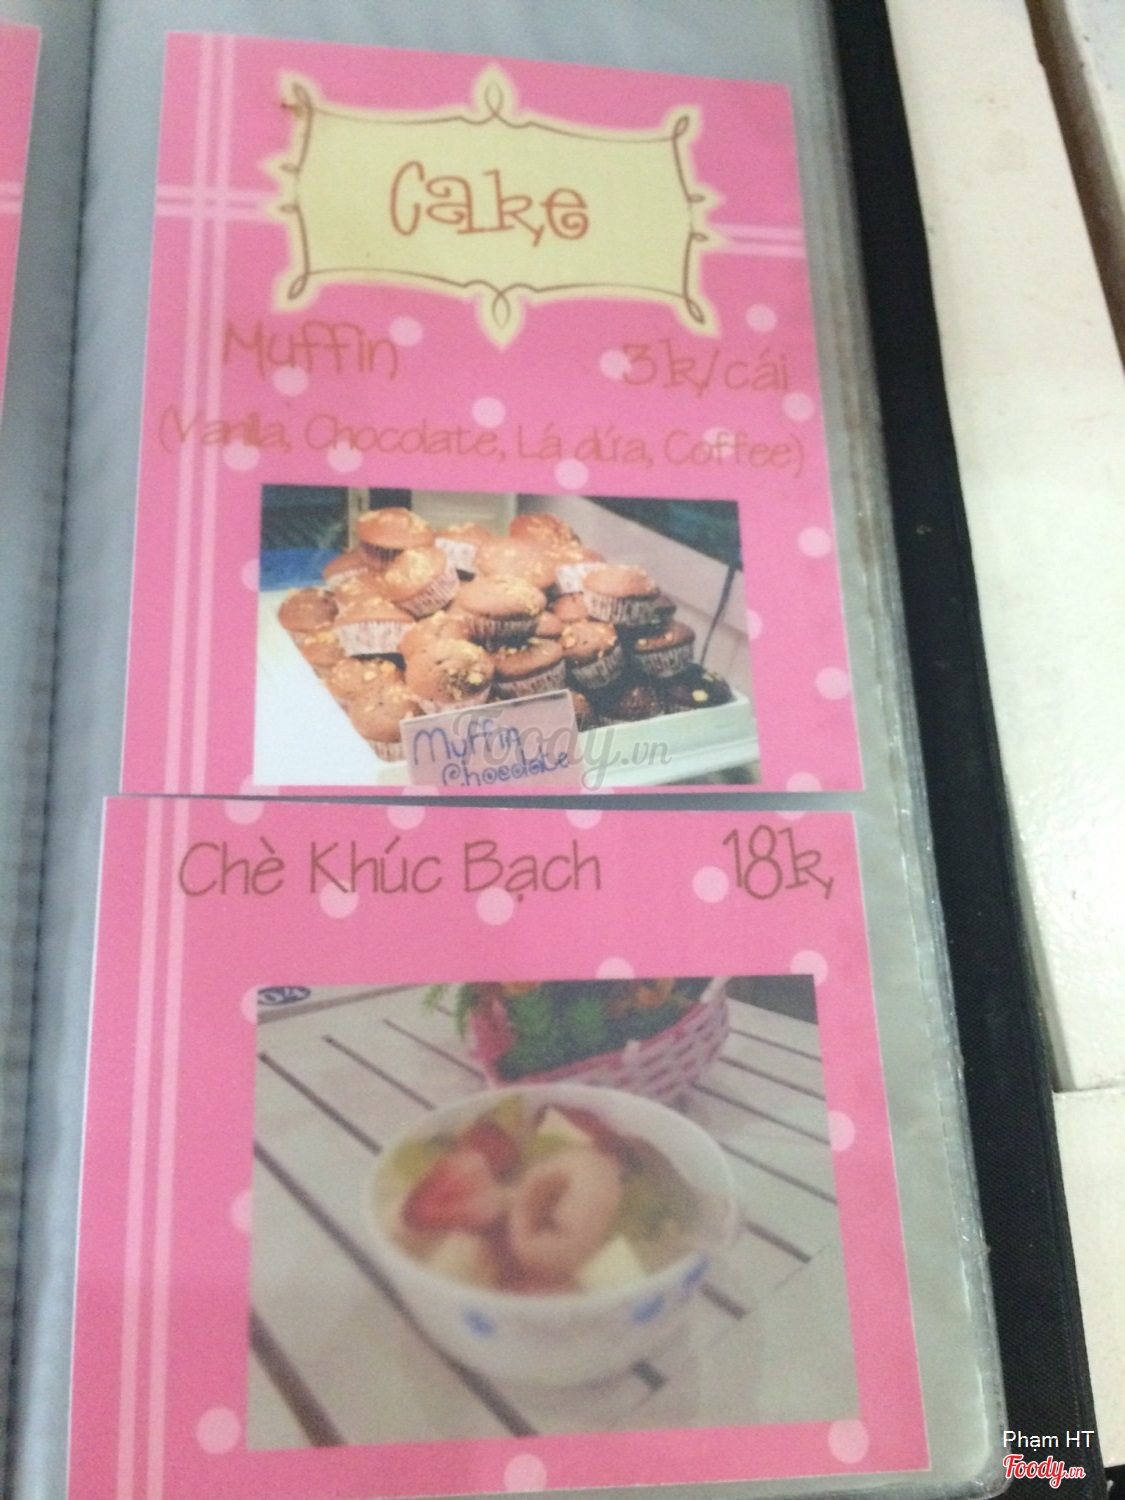 Cake
Muffin 3k/cái
(Vanilla, Chocolate, Lá dứa, Coffee)
Muffin
Chocolate
Foody.vn
Chè Khúc Bạch 18k
Phạm HT
Foody.vn